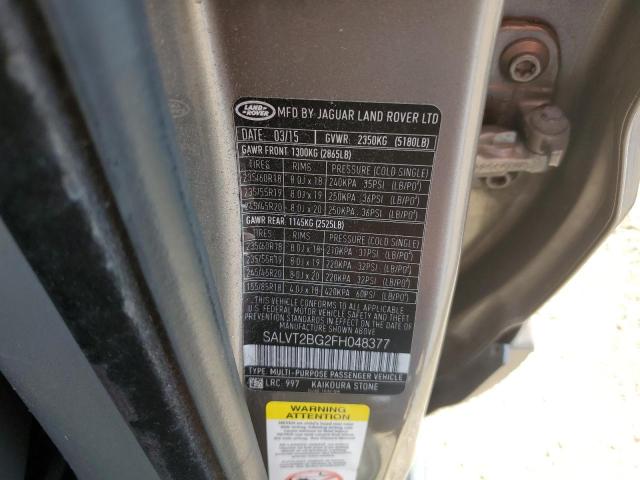 LAND ROVER
MFD BY JAGUAR LAND ROVER LTD
DATE 03/15 GVWR 2350KG (5180LB)
GAWR FRONT 1300KG (2865LB)
TIRES RIMS PRESSURE (COLD SINGLE)
235/60R18 8.0J x 18 240KPA 35PSI (LB/PO²)
235/55R19 8.0J x 19 250KPA 36PSI (LB/PO²)
245/45R20 8.0J x 20 260KPA 38PSI (LB/PO²)
GAWR REAR 1145KG (2525LB)
TIRES RIMS PRESSURE (COLD SINGLE)
235/60R18 8.0J x 18 210KPA 31PSI (LB/PO²)
235/55R19 8.0J x 19 220KPA 32PSI (LB/PO²)
245/45R20 8.0J x 20 220KPA 32PSI (LB/PO²)
155/85R18 4.0J x 18 420KPA 60PSI (LB/PO²)
THIS VEHICLE CONFORMS TO ALL APPLICABLE
U.S. FEDERAL MOTOR VEHICLE SAFETY STANDARDS
IN EFFECT ON THE DATE OF MANUFACTURE
SHOWN ABOVE
SALVT2BG2FH048377
TYPE: MULTI-PURPOSE PASSENGER VEHICLE
LRC 997 KAIKOURA STONE
WARNING
ATTENTION